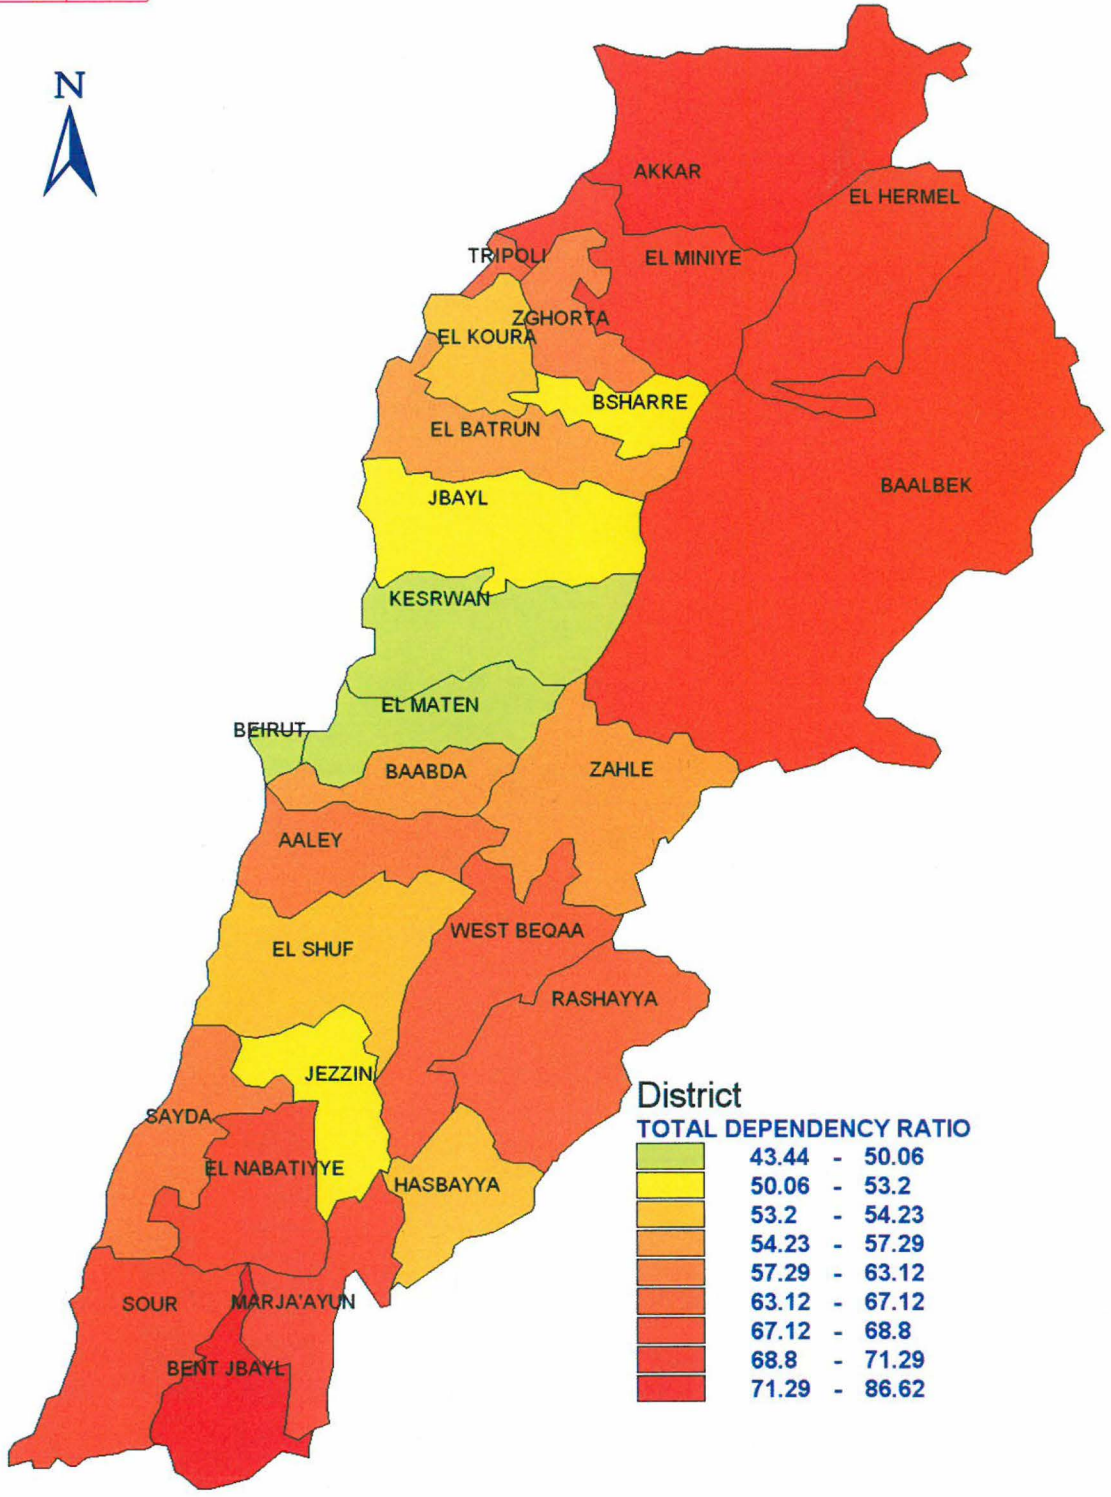 N
AKKAR
EL HERMEL
TRIPOLI
EL MINIYE
ZGHORTA
EL KOURA
BSHARRE
EL BATRUN
BAALBEK
JBAYL
KESRWAN
EL MATEN
BEIRUT
BAABDA
ZAHLE
AALEY
WEST BEQAA
EL SHUF
RASHAYYA
JEZZIN
SAYDA
EL NABATIYYE
HASBAYYA
SOUR
MARJA'AYUN
BENT JBAYL
District
TOTAL DEPENDENCY RATIO
43.44 - 50.06
50.06 - 53.2
53.2 - 54.23
54.23 - 57.29
57.29 - 63.12
63.12 - 67.12
67.12 - 68.8
68.8 - 71.29
71.29 - 86.62